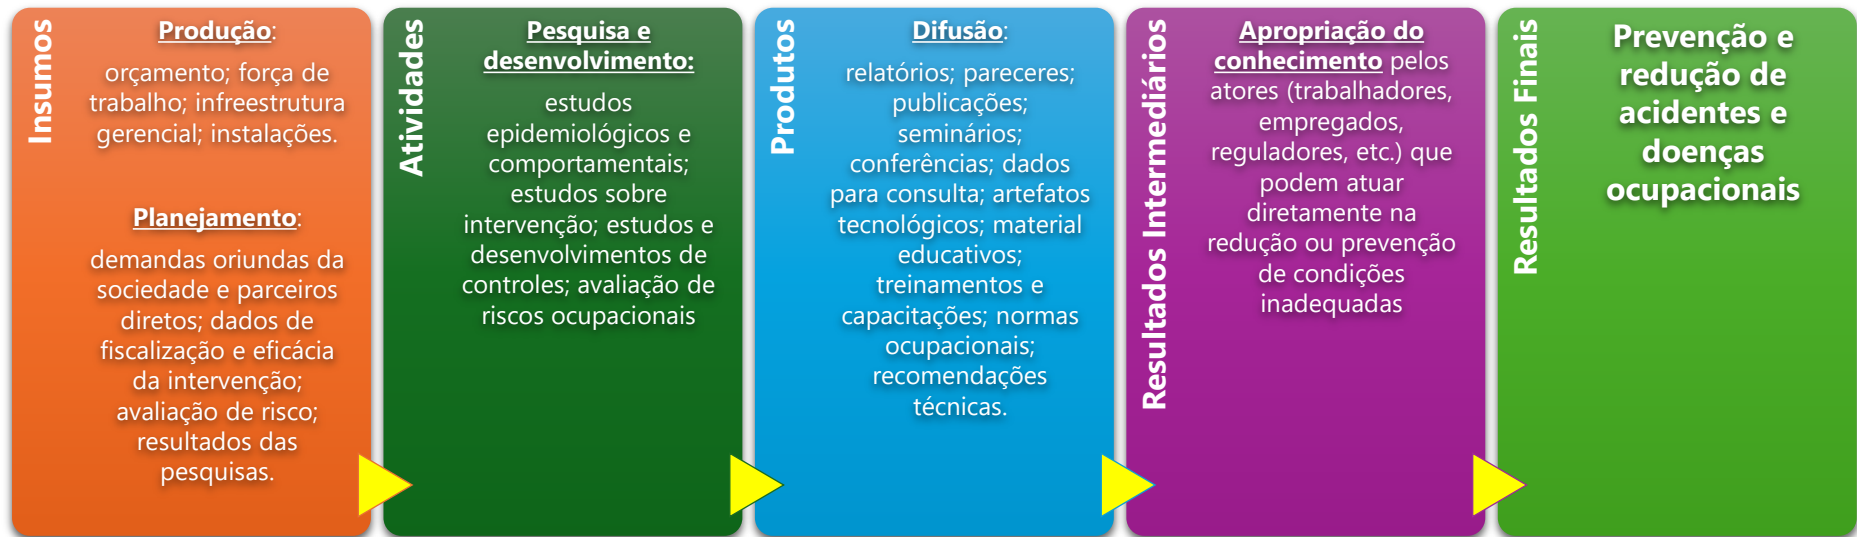 Insumos
Produção:
orçamento; força de
trabalho; infreestrutura
gerencial; instalações.
Planejamento:
demandas oriundas da
sociedade e parceiros
diretos; dados de
fiscalização e eficácia
da intervenção;
avaliação de risco;
resultados das
pesquisas.
Atividades
Pesquisa e
desenvolvimento:
estudos
epidemiológicos e
comportamentais;
estudos sobre
intervenção; estudos e
desenvolvimentos de
controles; avaliação de
riscos ocupacionais
Produtos
Difusão:
relatórios; pareceres;
publicações;
seminários;
conferências; dados
para consulta; artefatos
tecnológicos; material
educativos;
treinamentos e
capacitações; normas
ocupacionais;
recomendações
técnicas.
Resultados Intermediários
Apropriação do
conhecimento pelos
atores (trabalhadores,
empregados,
reguladores, etc.) que
podem atuar
diretamente na
redução ou prevenção
de condições
inadequadas
Resultados Finais
Prevenção e
redução de
acidentes e
doenças
ocupacionais